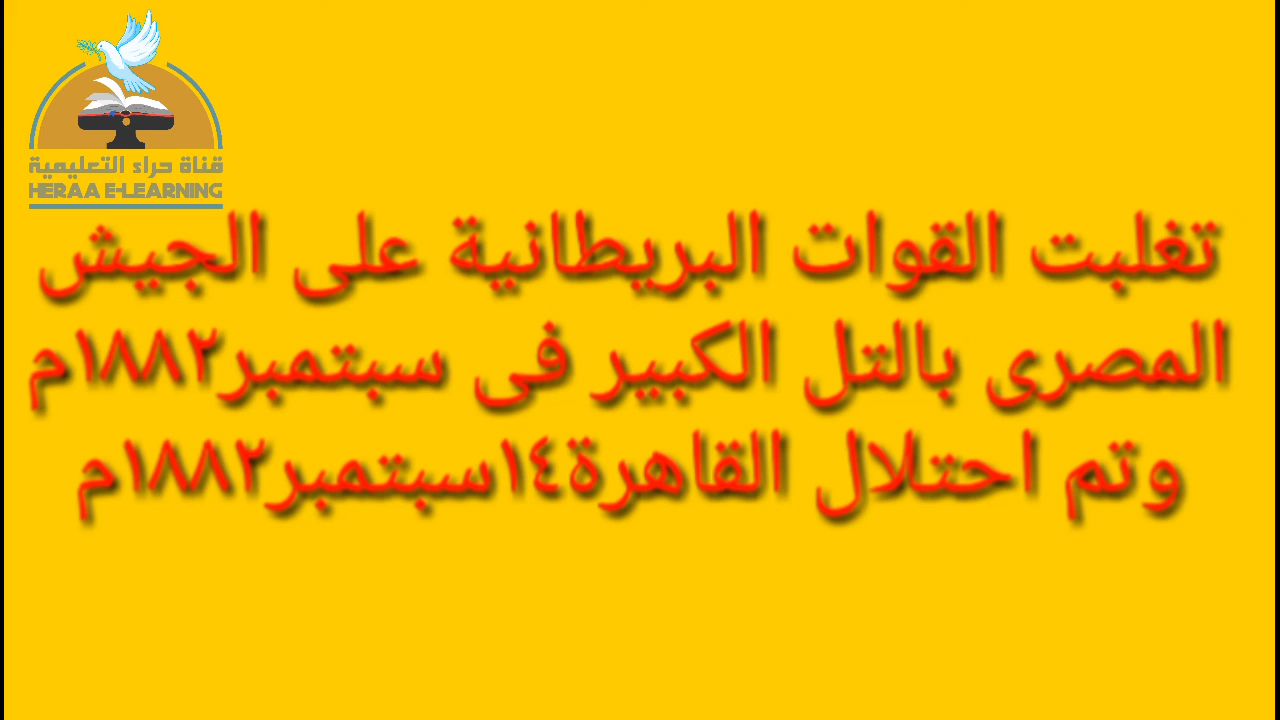 قناة حراء التعليمية
HERAA E-LEARNING
تغلبت القوات البريطانية على الجيش
المصرى بالتل الكبير فى سبتمبر١٨٨٢م
وتم احتلال القاهرة١٤سبتمبر١٨٨٢م